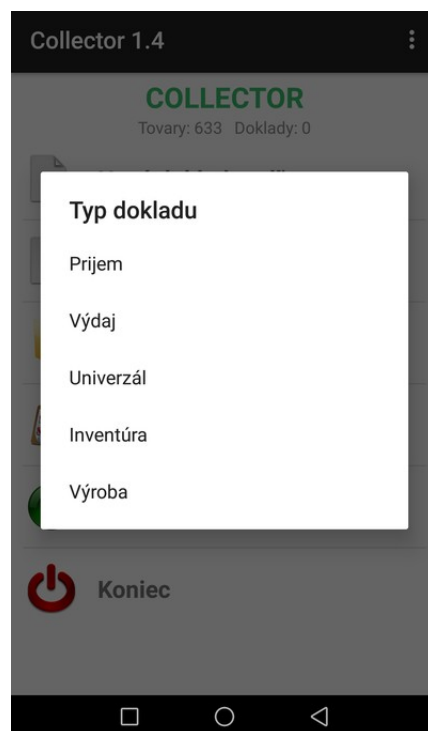 Collector 1.4
COLLECTOR
Tovary: 633 Doklady: 0
Typ dokladu
Prijem
Výdaj
Univerzál
Inventúra
Výroba
Koniec